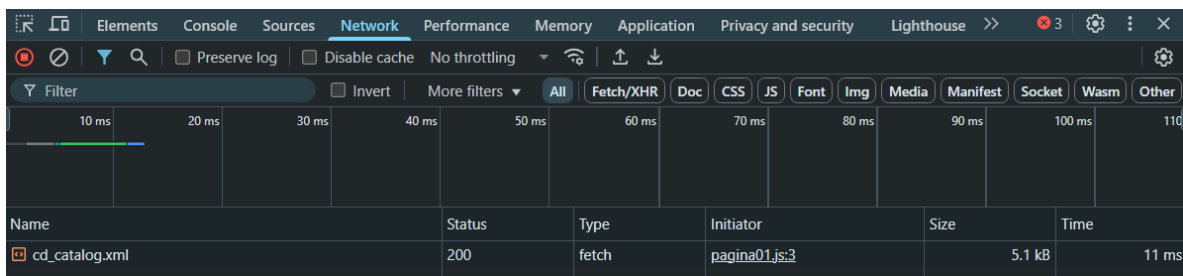 Elements Console Sources Network Performance Memory Application Privacy and security Lighthouse >> 3
Preserve log Disable cache No throttling
Filter Invert More filters ▼ All Fetch/XHR Doc CSS JS Font Img Media Manifest Socket Wasm Other
10 ms 20 ms 30 ms 40 ms 50 ms 60 ms 70 ms 80 ms 90 ms 100 ms 110
Name Status Type Initiator Size Time
cd_catalog.xml 200 fetch pagina01.js:3 5.1 kB 11 ms